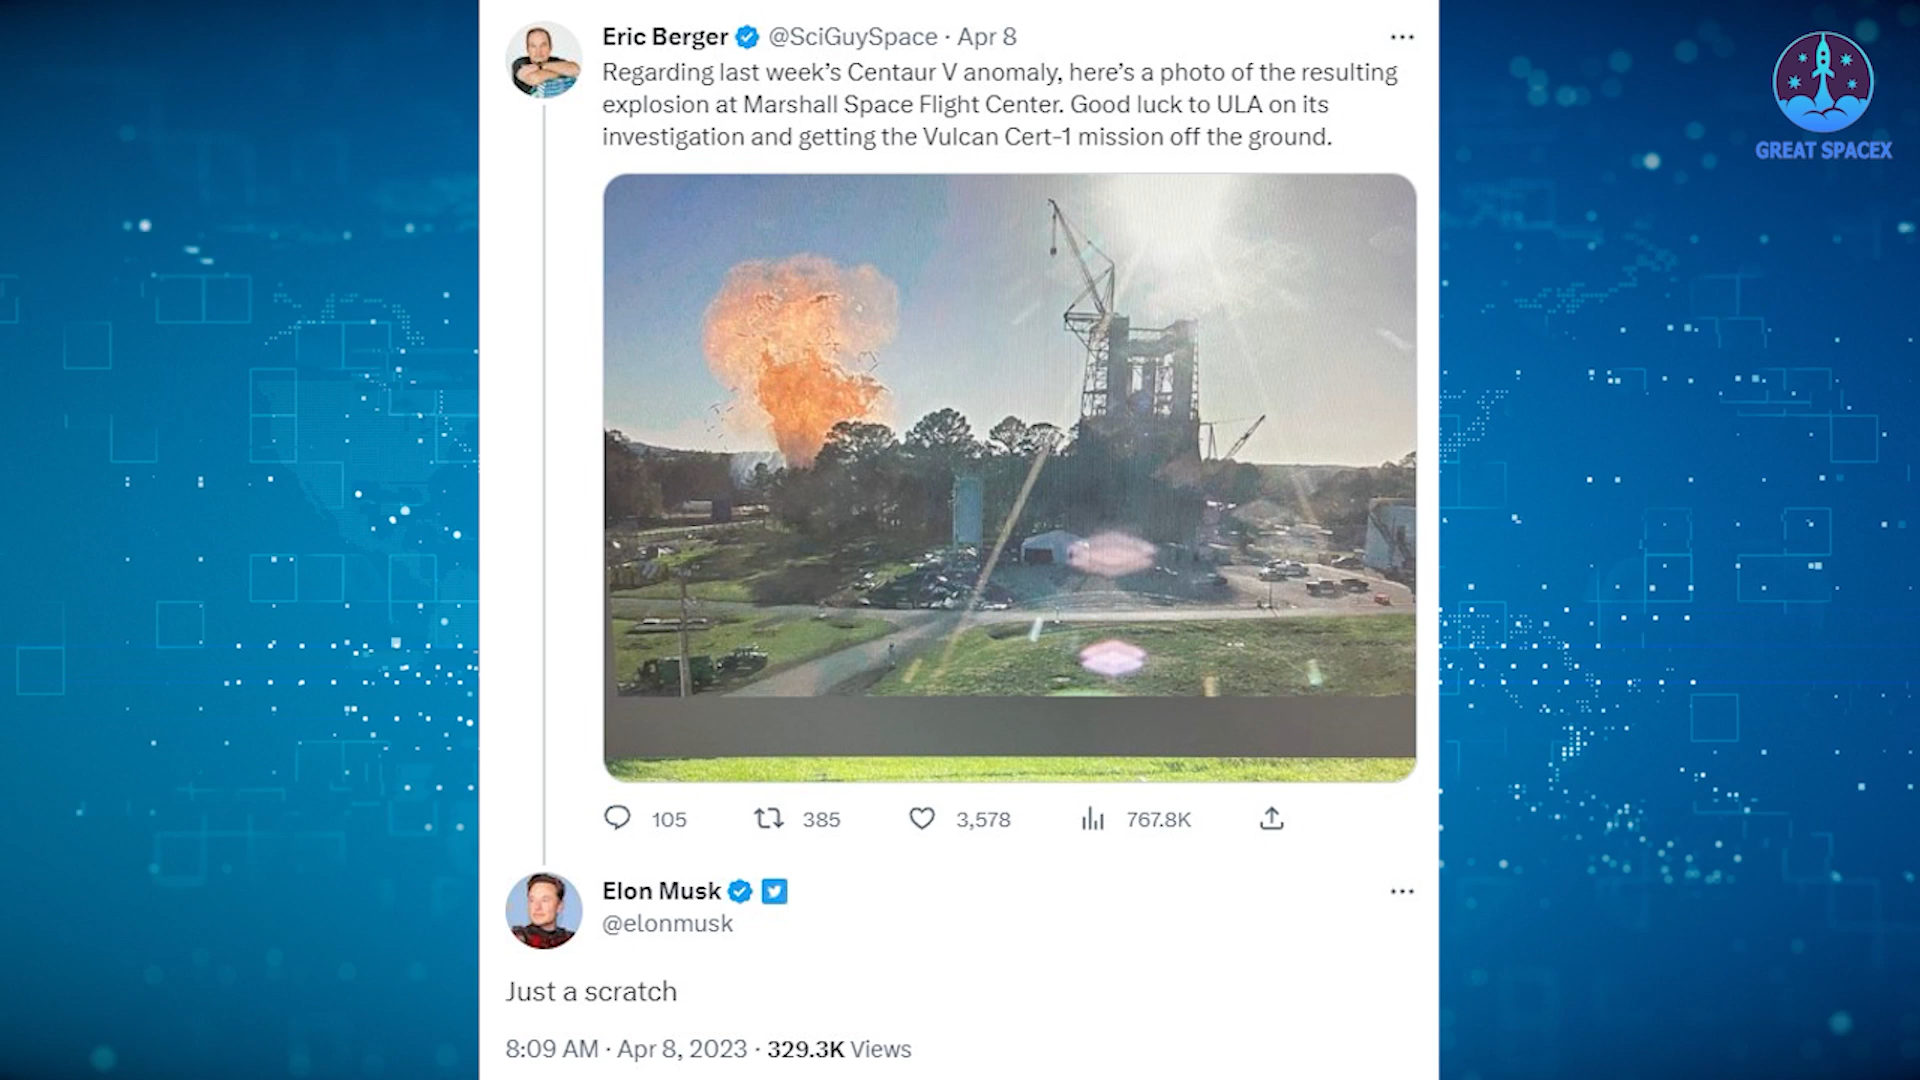 Eric Berger @SciGuySpace · Apr 8
Regarding last week’s Centaur V anomaly, here’s a photo of the resulting
explosion at Marshall Space Flight Center. Good luck to ULA on its
investigation and getting the Vulcan Cert-1 mission off the ground.
105 385 3,578 767.8K
Elon Musk
@elonmusk
Just a scratch
8:09 AM · Apr 8, 2023 · 329.3K Views
GREAT SPACEX